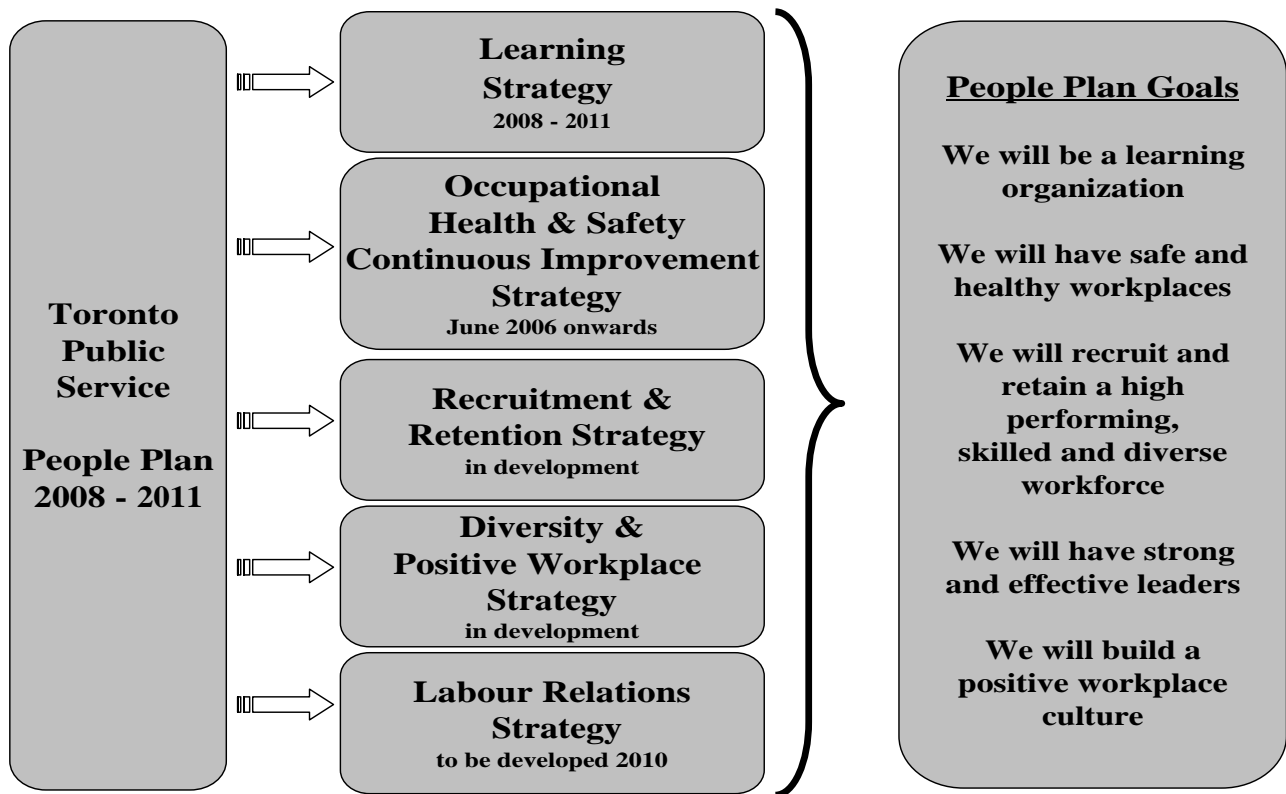 Toronto
Public
Service
People Plan
2008 - 2011
Learning
Strategy
2008 - 2011
Occupational
Health & Safety
Continuous Improvement
Strategy
June 2006 onwards
Recruitment &
Retention Strategy
in development
Diversity &
Positive Workplace
Strategy
in development
Labour Relations
Strategy
to be developed 2010
People Plan Goals
We will be a learning
organization
We will have safe and
healthy workplaces
We will recruit and
retain a high
performing,
skilled and diverse
workforce
We will have strong
and effective leaders
We will build a
positive workplace
culture